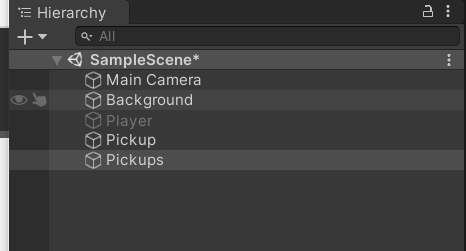 Hierarchy
All
SampleScene*
Main Camera
Background
Player
Pickup
Pickups